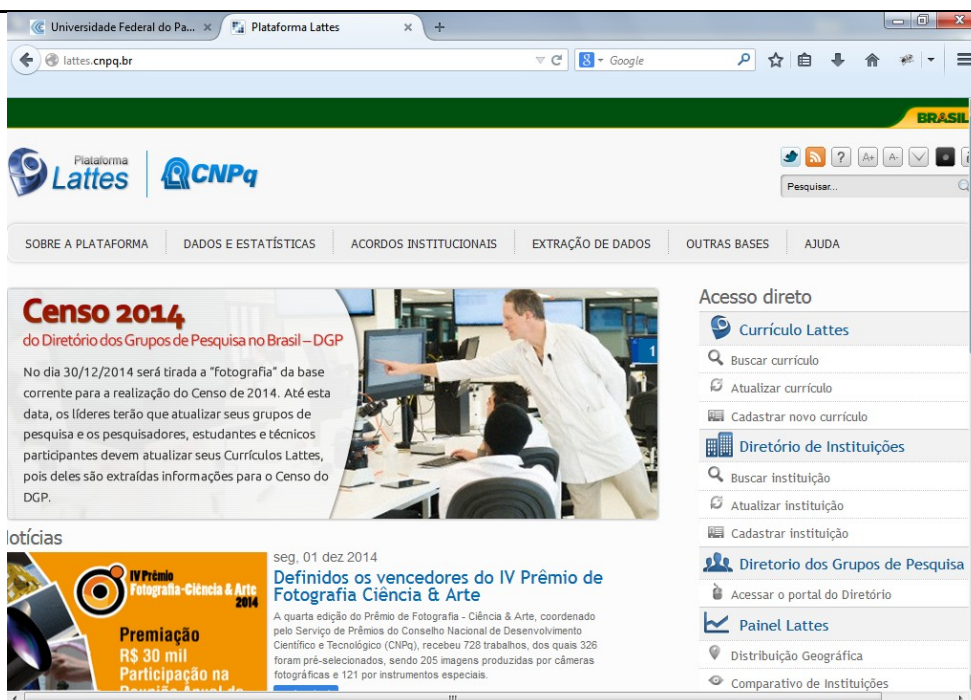 Universidade Federal do Pa...
Plataforma Lattes
lattes.cnpq.br
Google
BRASIL
Plataforma
Lattes
CNPq
A+ A-
Pesquisar...
SOBRE A PLATAFORMA DADOS E ESTATÍSTICAS ACORDOS INSTITUCIONAIS EXTRAÇÃO DE DADOS OUTRAS BASES AJUDA
Censo 2014
do Diretório dos Grupos de Pesquisa no Brasil – DGP
No dia 30/12/2014 será tirada a "fotografia" da base
corrente para a realização do Censo de 2014. Até esta
data, os líderes terão que atualizar seus grupos de
pesquisa e os pesquisadores, estudantes e técnicos
participantes devem atualizar seus Currículos Lattes,
pois deles são extraídas informações para o Censo do
DGP.
1
Acesso direto
Currículo Lattes
Buscar currículo
Atualizar currículo
Cadastrar novo currículo
Diretório de Instituições
Buscar instituição
Atualizar instituição
Cadastrar instituição
Diretorio dos Grupos de Pesquisa
Acessar o portal do Diretório
Painel Lattes
Distribuição Geográfica
Comparativo de Instituições
otícias
IV Prêmio
Fotografia-Ciência & Arte
2014
Premiação
R$ 30 mil
Participação na
Reunião Anual da
seg, 01 dez 2014
Definidos os vencedores do IV Prêmio de
Fotografia Ciência & Arte
A quarta edição do Prêmio de Fotografia - Ciência & Arte, coordenado
pelo Serviço de Prêmios do Conselho Nacional de Desenvolvimento
Científico e Tecnológico (CNPq), recebeu 728 trabalhos, dos quais 326
foram pré-selecionados, sendo 205 imagens produzidas por câmeras
fotográficas e 121 por instrumentos especiais.